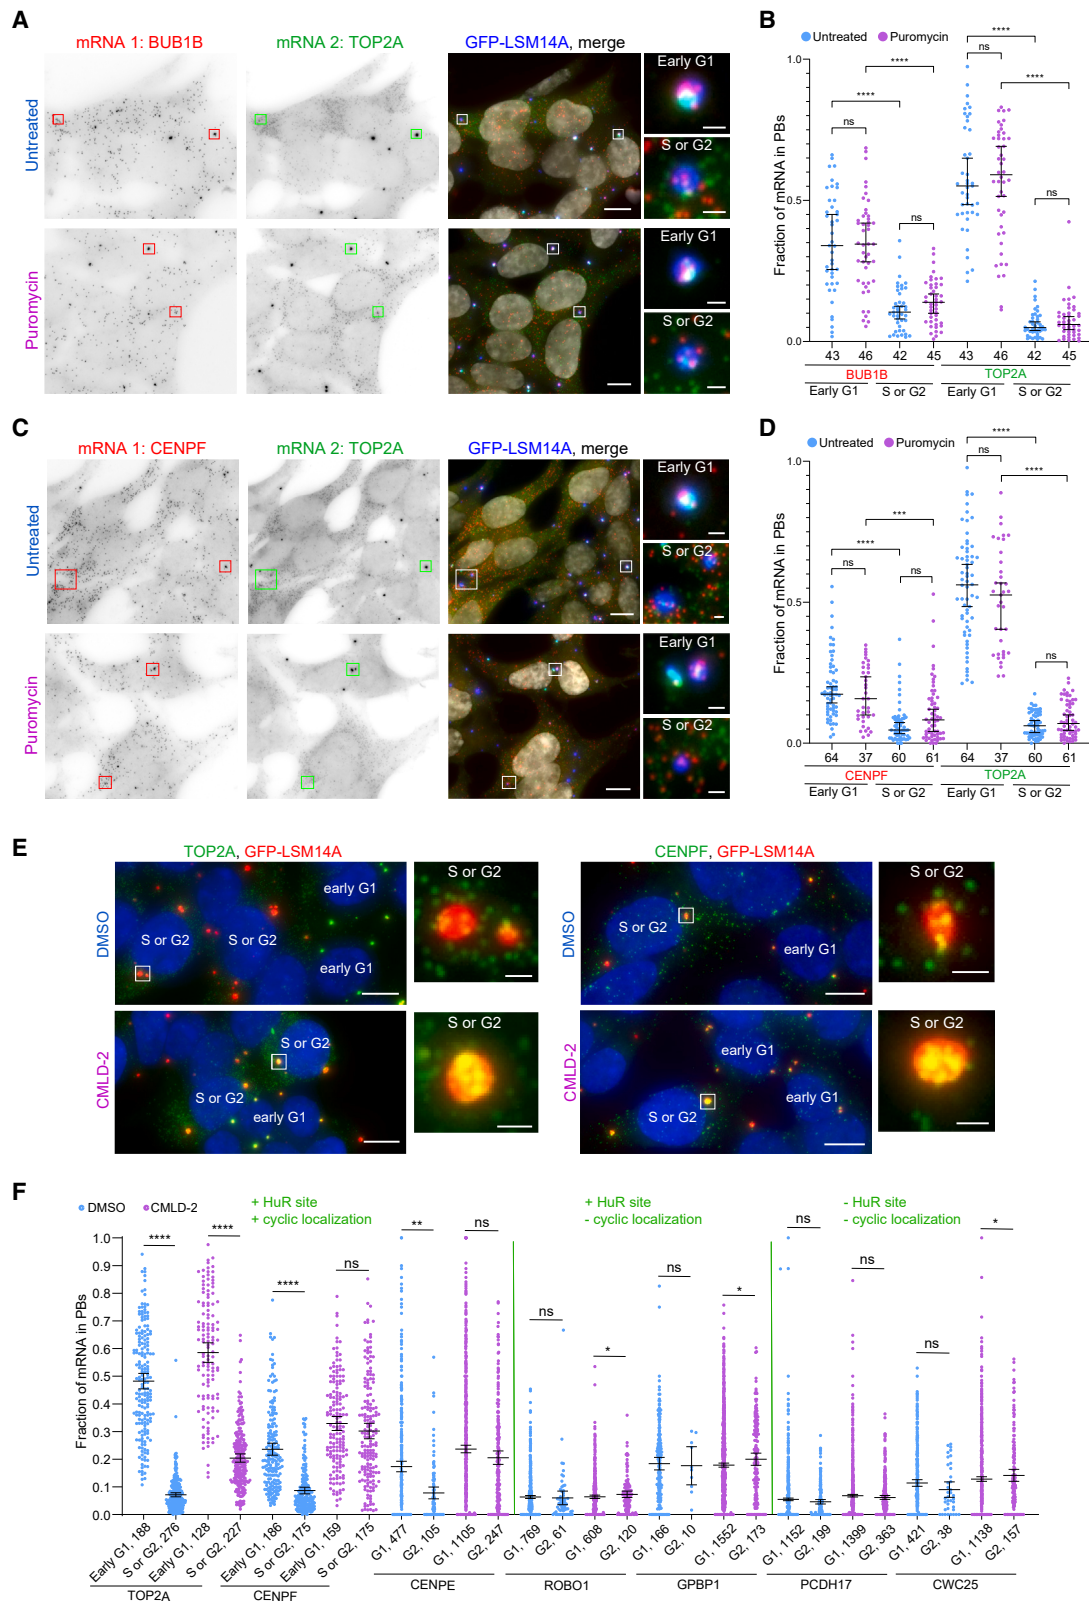 A
mRNA 1: BUB1B
mRNA 2: TOP2A
GFP-LSM14A, merge
Untreated
Early G1
S or G2
Puromycin
Early G1
S or G2
B
Untreated
Puromycin
Fraction of mRNA in PBs
1.0
0.5
0.0
****
ns
****
****
****
ns
ns
ns
43 46 42 45 43 46 42 45
BUB1B TOP2A
Early G1 S or G2 Early G1 S or G2
C
mRNA 1: CENPF
mRNA 2: TOP2A
GFP-LSM14A, merge
Untreated
Early G1
S or G2
Puromycin
Early G1
S or G2
D
Untreated
Puromycin
Fraction of mRNA in PBs
1.0
0.5
0.0
****
ns
****
***
****
ns
ns
ns
64 37 60 61 64 37 60 61
CENPF TOP2A
Early G1 S or G2 Early G1 S or G2
E
TOP2A, GFP-LSM14A
CENPF, GFP-LSM14A
DMSO
early G1
S or G2
S or G2
early G1
S or G2
DMSO
S or G2
early G1
S or G2
CMLD-2
S or G2
S or G2
early G1
S or G2
CMLD-2
early G1
S or G2
early G1
S or G2
F
DMSO
CMLD-2
+ HuR site
+ cyclic localization
+ HuR site
- cyclic localization
- HuR site
- cyclic localization
Fraction of mRNA in PBs
1.0
0.9
0.8
0.7
0.6
0.5
0.4
0.3
0.2
0.1
0.0
****
****
****
ns
**
ns
ns
*
ns
*
ns
ns
ns
*
Early G1, 188
S or G2, 276
Early G1, 128
S or G2, 227
Early G1, 186
S or G2, 175
Early G1, 159
S or G2, 175
G1, 477
G2, 105
G1, 1105
G2, 247
G1, 769
G2, 61
G1, 608
G2, 120
G1, 166
G2, 10
G1, 1552
G2, 173
G1, 1152
G2, 199
G1, 1399
G2, 363
G1, 421
G2, 38
G1, 1138
G2, 157
TOP2A CENPF CENPE ROBO1 GPBP1 PCDH17 CWC25